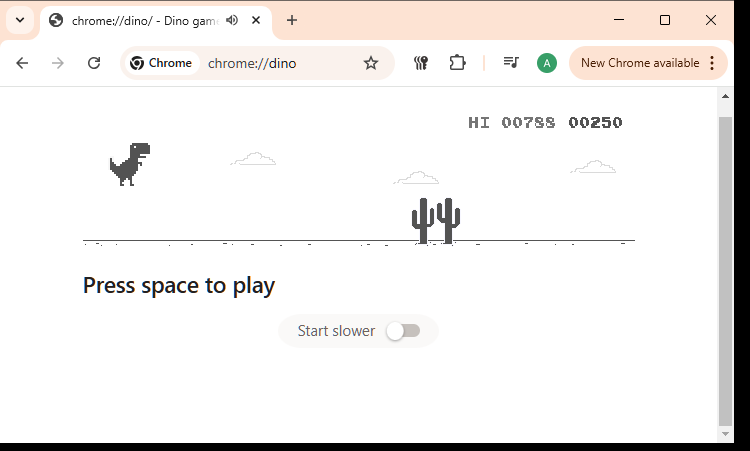 chrome://dino/ - Dino game
Chrome
chrome://dino
A
New Chrome available
HI 00788 00250
Press space to play
Start slower